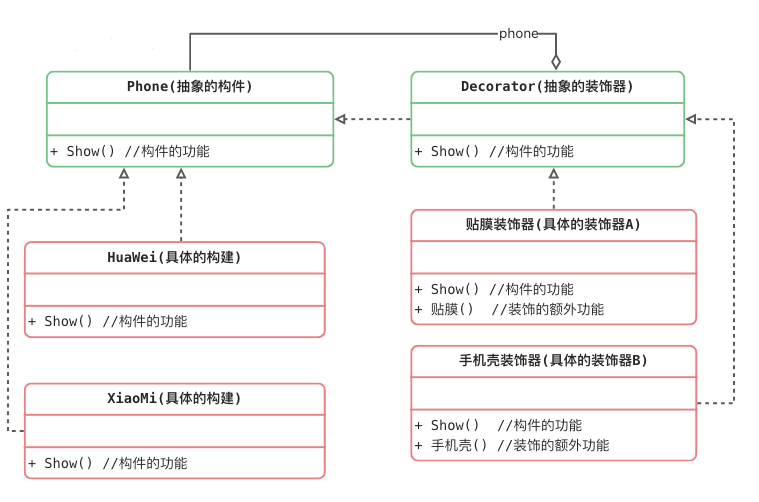 phone
Phone(抽象的构件)
+ Show() //构件的功能
Decorator(抽象的装饰器)
+ Show() //构件的功能
HuaWei(具体的构建)
+ Show() //构件的功能
XiaoMi(具体的构建)
+ Show() //构件的功能
贴膜装饰器(具体的装饰器A)
+ Show() //构件的功能
+ 贴膜()  //装饰的额外功能
手机壳装饰器(具体的装饰器B)
+ Show()  //构件的功能
+ 手机壳() //装饰的额外功能